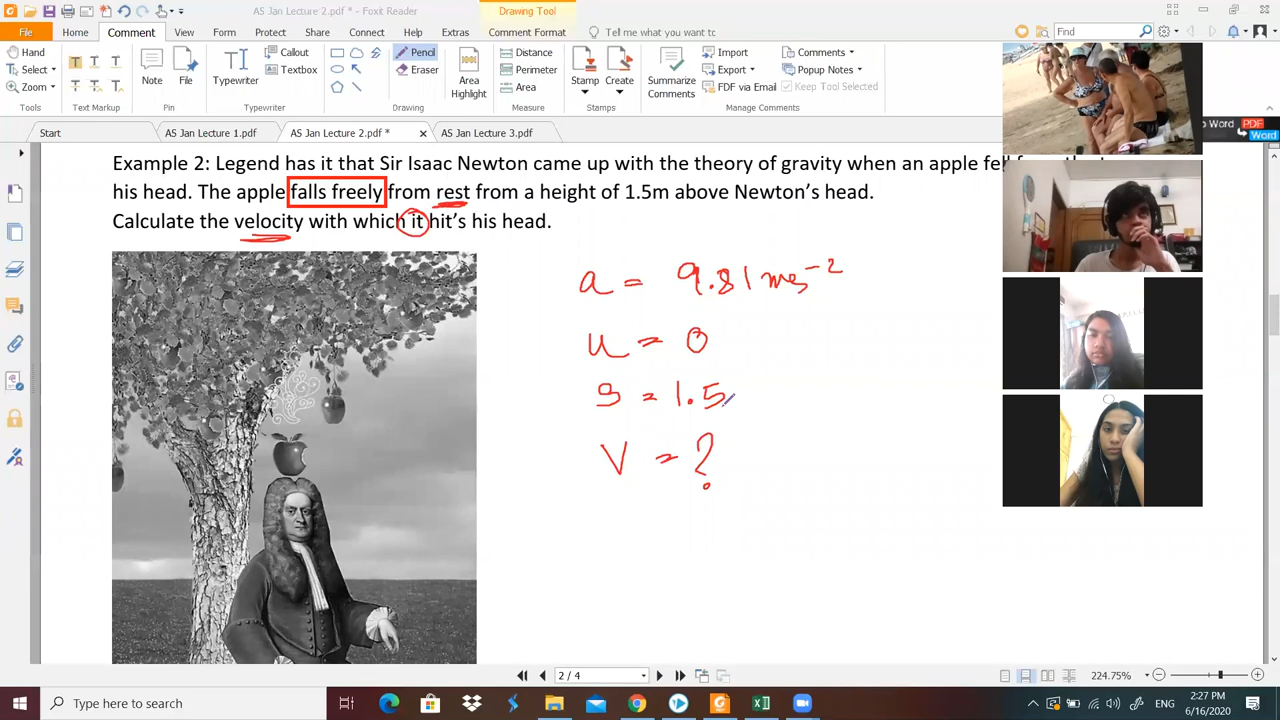 AS Jan Lecture 2.pdf * - Foxit Reader
Drawing Tool
File Home Comment View Form Protect Share Connect Help Extras Comment Format Tell me what you want to Find
Hand
Select
Zoom
Tools
T T T
T T T
Text Markup
Note
File
Pin
Typewriter
Callout
Textbox
Typewriter
Pencil
Eraser
Drawing
Area
Highlight
Distance
Perimeter
Area
Measure
Stamp
Create
Stamps
Summarize
Comments
Import
Export
FDF via Email
Comments
Popup Notes
Keep Tool Selected
Manage Comments
Start
AS Jan Lecture 1.pdf
AS Jan Lecture 2.pdf *
AS Jan Lecture 3.pdf
Word PDF
Word
Example 2: Legend has it that Sir Isaac Newton came up with the theory of gravity when an apple
his head. The apple falls freely from rest from a height of 1.5m above Newton's head.
Calculate the velocity with which it hit's his head.
a = 9.81 ms⁻²
u = 0
s = 1.5
V = ?
2 / 4
224.75%
Type here to search
ENG
2:27 PM
6/16/2020